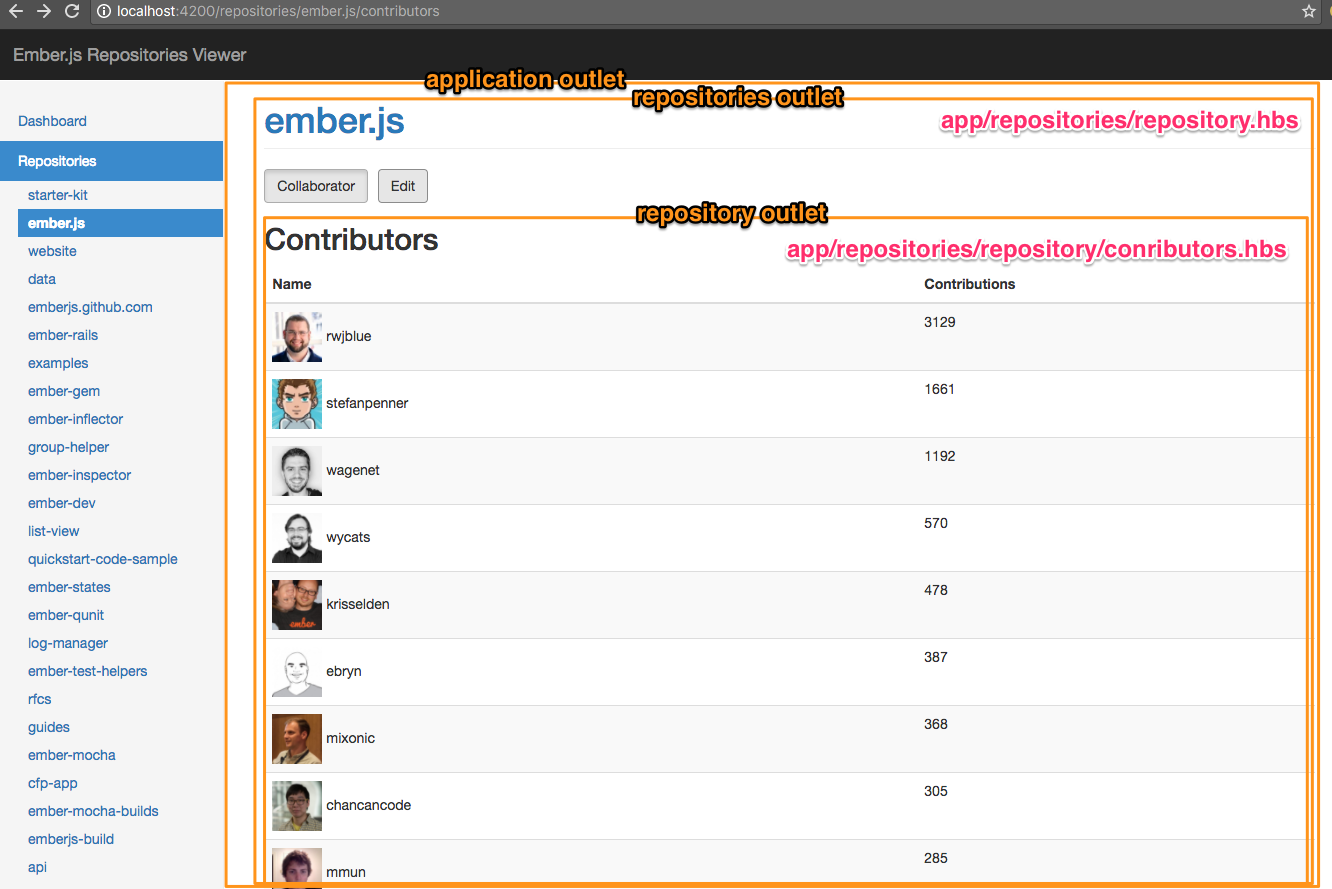 localhost:4200/repositories/ember.js/contributors
Ember.js Repositories Viewer
application outlet
repositories outlet
Dashboard
Repositories
starter-kit
ember.js
website
data
emberjs.github.com
ember-rails
examples
ember-gem
ember-inflector
group-helper
ember-inspector
ember-dev
list-view
quickstart-code-sample
ember-states
ember-qunit
log-manager
ember-test-helpers
rfcs
guides
ember-mocha
cfp-app
ember-mocha-builds
emberjs-build
api
ember.js app/repositories/repository.hbs
Collaborator Edit
repository outlet
Contributors
app/repositories/repository/conributors.hbs
Name Contributions
rwjblue 3129
stefanpenner 1661
wagenet 1192
wycats 570
krisselden 478
ember
ebryn 387
mixonic 368
chancancode 305
mmun 285